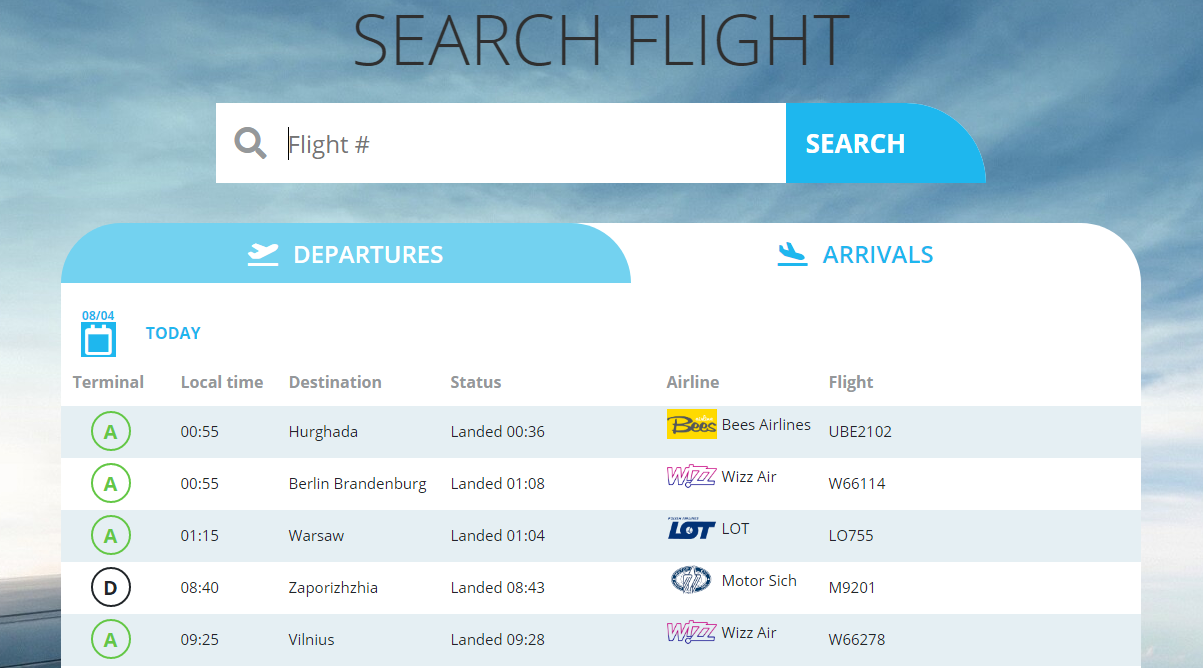 SEARCH FLIGHT
Flight #
SEARCH
DEPARTURES
ARRIVALS
08/04
TODAY
Terminal Local time Destination Status Airline Flight
A 00:55 Hurghada Landed 00:36 Bees Bees Airlines UBE2102
A 00:55 Berlin Brandenburg Landed 01:08 WIZZ Wizz Air W66114
A 01:15 Warsaw Landed 01:04 LOT LOT LO755
D 08:40 Zaporizhzhia Landed 08:43 Motor Sich M9201
A 09:25 Vilnius Landed 09:28 WIZZ Wizz Air W66278